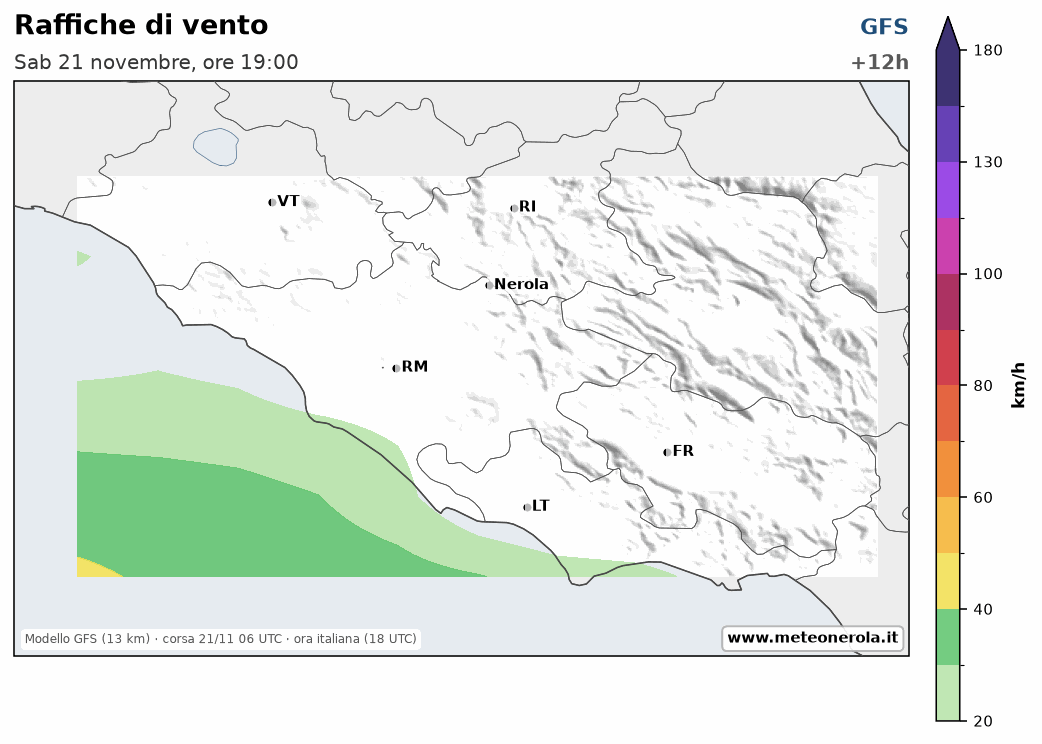 Raffiche di vento
GFS
Sab 21 novembre, ore 19:00
+12h
VT
RI
Nerola
RM
FR
LT
Modello GFS (13 km) · corsa 21/11 06 UTC · ora italiana (18 UTC)
www.meteonerola.it
180
130
100
80
60
40
20
km/h